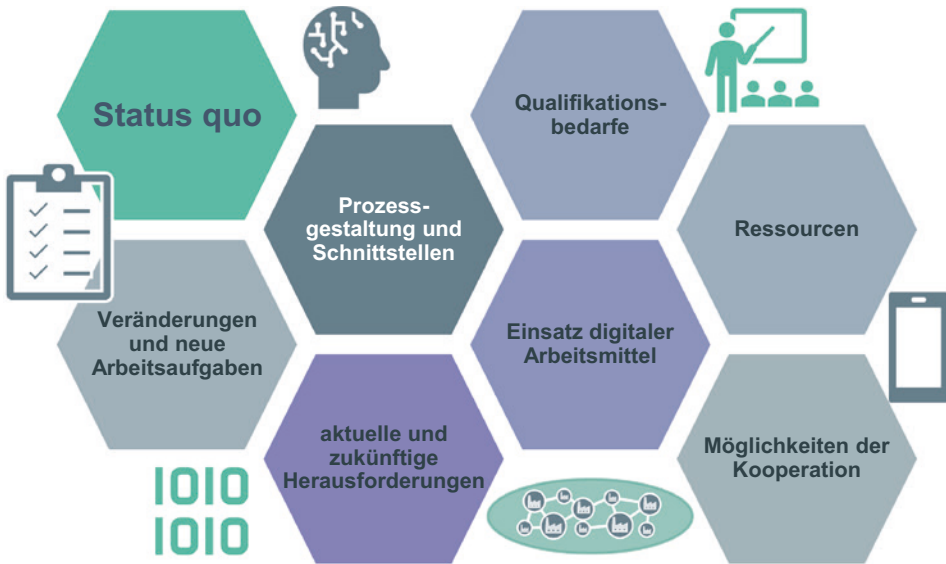 Status quo
Qualifikations-
bedarfe
Prozess-
gestaltung und
Schnittstellen
Ressourcen
Veränderungen
und neue
Arbeitsaufgaben
Einsatz digitaler
Arbeitsmittel
aktuelle und
zukünftige
Herausforderungen
Möglichkeiten der
Kooperation
1010
1010